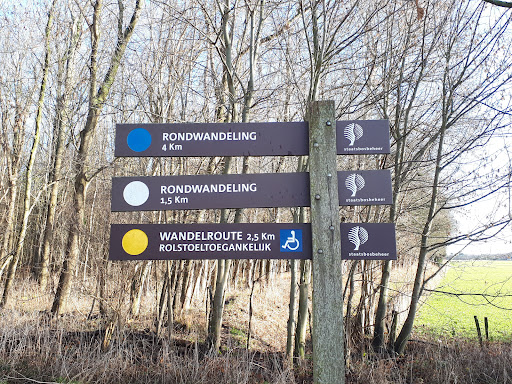 RONDWANDELING
4 Km
staatsbosbeheer
RONDWANDELING
1,5 Km
staatsbosbeheer
WANDELROUTE 2,5 Km
ROLSTOELTOEGANKELIJK
staatsbosbeheer